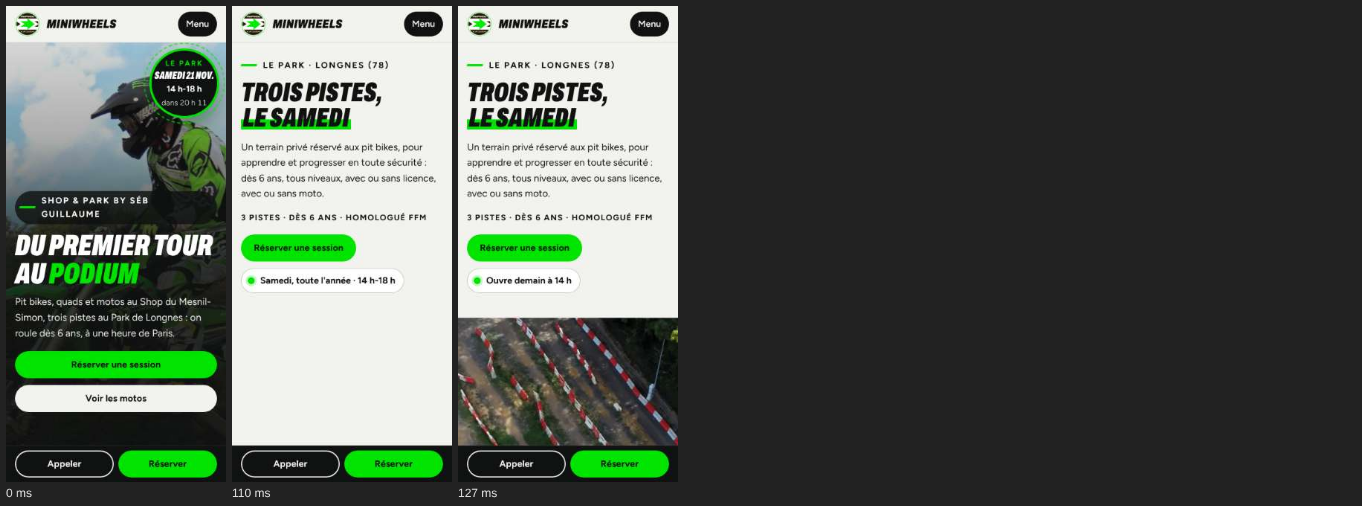 MINIWHEELS
Menu
LE PARK
SAMEDI 21 NOV.
14 h-18 h
dans 20 h 11
SHOP & PARK BY SÉB
GUILLAUME
DU PREMIER TOUR
AU PODIUM
Pit bikes, quads et motos au Shop du Mesnil-
Simon, trois pistes au Park de Longnes : on
roule dès 6 ans, à une heure de Paris.
Réserver une session
Voir les motos
Appeler
Réserver
0 ms
MINIWHEELS
Menu
LE PARK · LONGNES (78)
TROIS PISTES,
LE SAMEDI
Un terrain privé réservé aux pit bikes, pour
apprendre et progresser en toute sécurité :
dès 6 ans, tous niveaux, avec ou sans licence,
avec ou sans moto.
3 PISTES · DÈS 6 ANS · HOMOLOGUÉ FFM
Réserver une session
Samedi, toute l'année · 14 h-18 h
Appeler
Réserver
110 ms
MINIWHEELS
Menu
LE PARK · LONGNES (78)
TROIS PISTES,
LE SAMEDI
Un terrain privé réservé aux pit bikes, pour
apprendre et progresser en toute sécurité :
dès 6 ans, tous niveaux, avec ou sans licence,
avec ou sans moto.
3 PISTES · DÈS 6 ANS · HOMOLOGUÉ FFM
Réserver une session
Ouvre demain à 14 h
Appeler
Réserver
127 ms